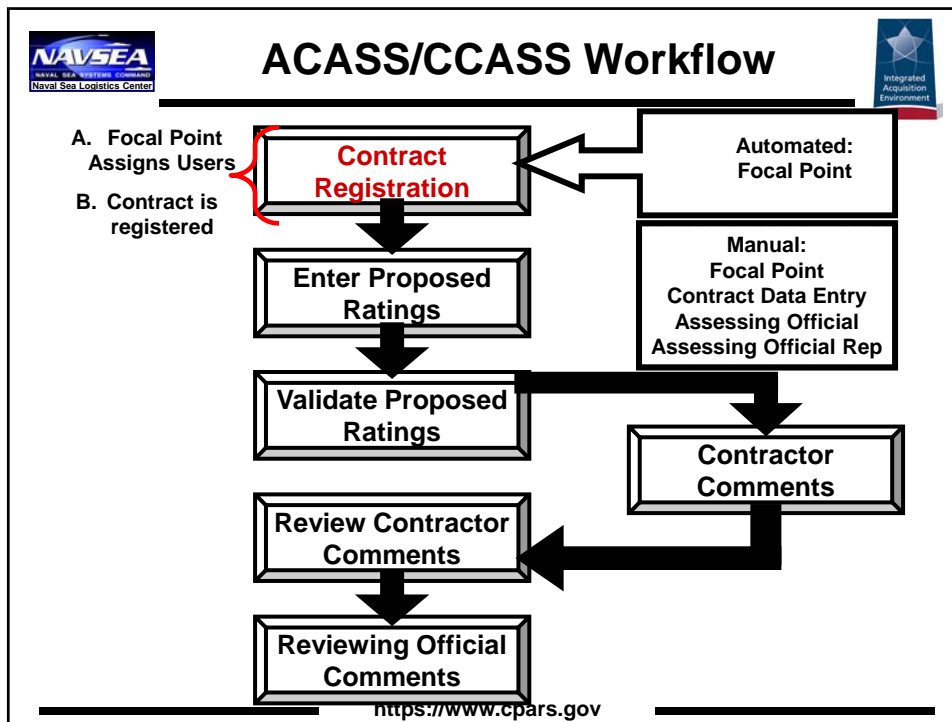 NAVSEA
NAVAL SEA SYSTEMS COMMAND
Naval Sea Logistics Center
ACASS/CCASS Workflow
Integrated
Acquisition
Environment
A. Focal Point
Assigns Users
B. Contract is
registered
Contract
Registration
Automated:
Focal Point
Manual:
Focal Point
Contract Data Entry
Assessing Official
Assessing Official Rep
Enter Proposed
Ratings
Validate Proposed
Ratings
Contractor
Comments
Review Contractor
Comments
Reviewing Official
Comments
https://www.cpars.gov